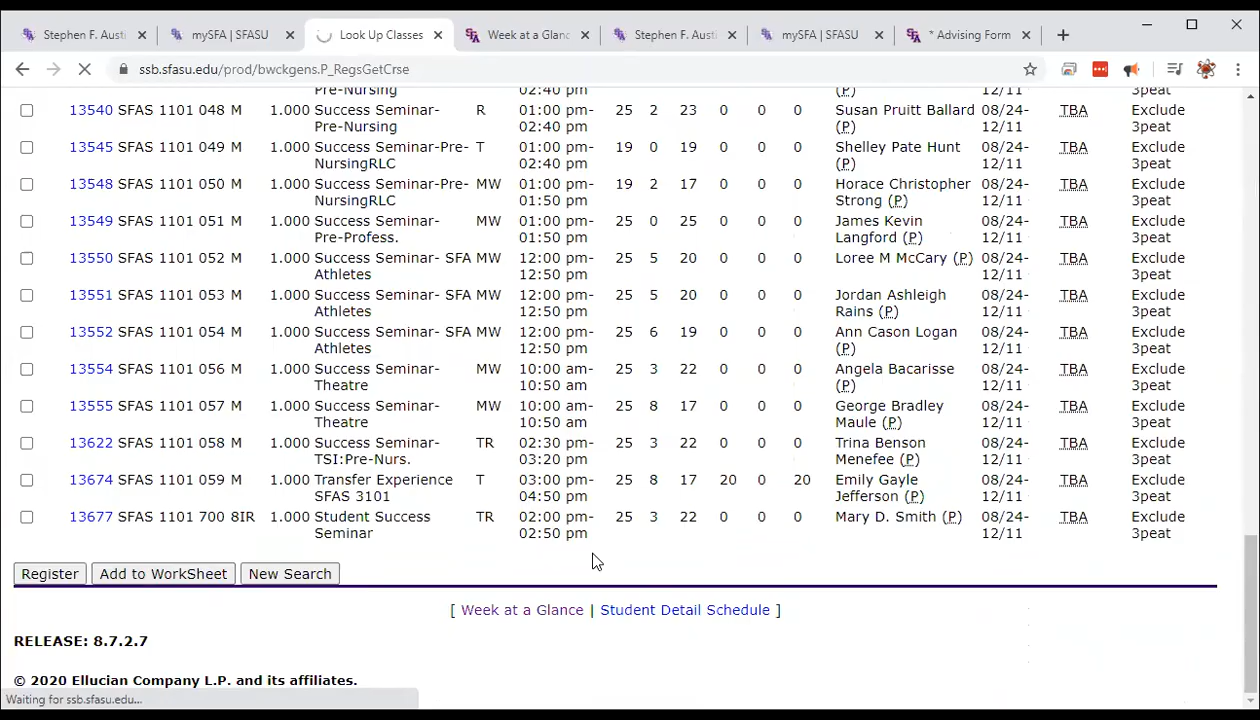 Stephen F. Austi
mySFA | SFASU
Look Up Classes
Week at a Glanc
Stephen F. Austi
mySFA | SFASU
* Advising Form
ssb.sfasu.edu/prod/bwckgens.P_RegsGetCrse
Pre-Nursing 02:40 pm (P) 12/11 3peat
13540 SFAS 1101 048 M 1.000 Success Seminar- R 01:00 pm- 25 2 23 0 0 0 Susan Pruitt Ballard 08/24- TBA Exclude
Pre-Nursing 02:40 pm (P) 12/11 3peat
13545 SFAS 1101 049 M 1.000 Success Seminar-Pre- T 01:00 pm- 19 0 19 0 0 0 Shelley Pate Hunt 08/24- TBA Exclude
NursingRLC 02:40 pm (P) 12/11 3peat
13548 SFAS 1101 050 M 1.000 Success Seminar-Pre- MW 01:00 pm- 19 2 17 0 0 0 Horace Christopher 08/24- TBA Exclude
NursingRLC 01:50 pm Strong (P) 12/11 3peat
13549 SFAS 1101 051 M 1.000 Success Seminar- MW 01:00 pm- 25 0 25 0 0 0 James Kevin 08/24- TBA Exclude
Pre-Profess. 01:50 pm Langford (P) 12/11 3peat
13550 SFAS 1101 052 M 1.000 Success Seminar- SFA MW 12:00 pm- 25 5 20 0 0 0 Loree M McCary (P) 08/24- TBA Exclude
Athletes 12:50 pm 12/11 3peat
13551 SFAS 1101 053 M 1.000 Success Seminar- SFA MW 12:00 pm- 25 5 20 0 0 0 Jordan Ashleigh 08/24- TBA Exclude
Athletes 12:50 pm Rains (P) 12/11 3peat
13552 SFAS 1101 054 M 1.000 Success Seminar- SFA MW 12:00 pm- 25 6 19 0 0 0 Ann Cason Logan 08/24- TBA Exclude
Athletes 12:50 pm (P) 12/11 3peat
13554 SFAS 1101 056 M 1.000 Success Seminar- MW 10:00 am- 25 3 22 0 0 0 Angela Bacarisse 08/24- TBA Exclude
Theatre 10:50 am (P) 12/11 3peat
13555 SFAS 1101 057 M 1.000 Success Seminar- MW 10:00 am- 25 8 17 0 0 0 George Bradley 08/24- TBA Exclude
Theatre 10:50 am Maule (P) 12/11 3peat
13622 SFAS 1101 058 M 1.000 Success Seminar- TR 02:30 pm- 25 3 22 0 0 0 Trina Benson 08/24- TBA Exclude
TSI:Pre-Nurs. 03:20 pm Menefee (P) 12/11 3peat
13674 SFAS 1101 059 M 1.000 Transfer Experience T 03:00 pm- 25 8 17 20 0 20 Emily Gayle 08/24- TBA Exclude
SFAS 3101 04:50 pm Jefferson (P) 12/11 3peat
13677 SFAS 1101 700 8IR 1.000 Student Success TR 02:00 pm- 25 3 22 0 0 0 Mary D. Smith (P) 08/24- TBA Exclude
Seminar 02:50 pm 12/11 3peat
Register Add to WorkSheet New Search
[ Week at a Glance | Student Detail Schedule ]
RELEASE: 8.7.2.7
© 2020 Ellucian Company L.P. and its affiliates.
Waiting for ssb.sfasu.edu...